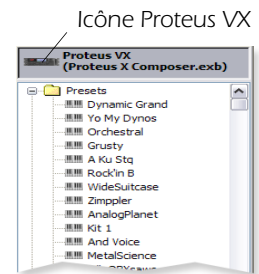 Icône Proteus VX
Proteus VX
(Proteus X Composer.exb)
Presets
Dynamic Grand
Yo My Dynos
Orchestral
Grusty
A Ku Stq
Rock'in B
WideSuitcase
Zimppler
AnalogPlanet
Kit 1
And Voice
MetalScience